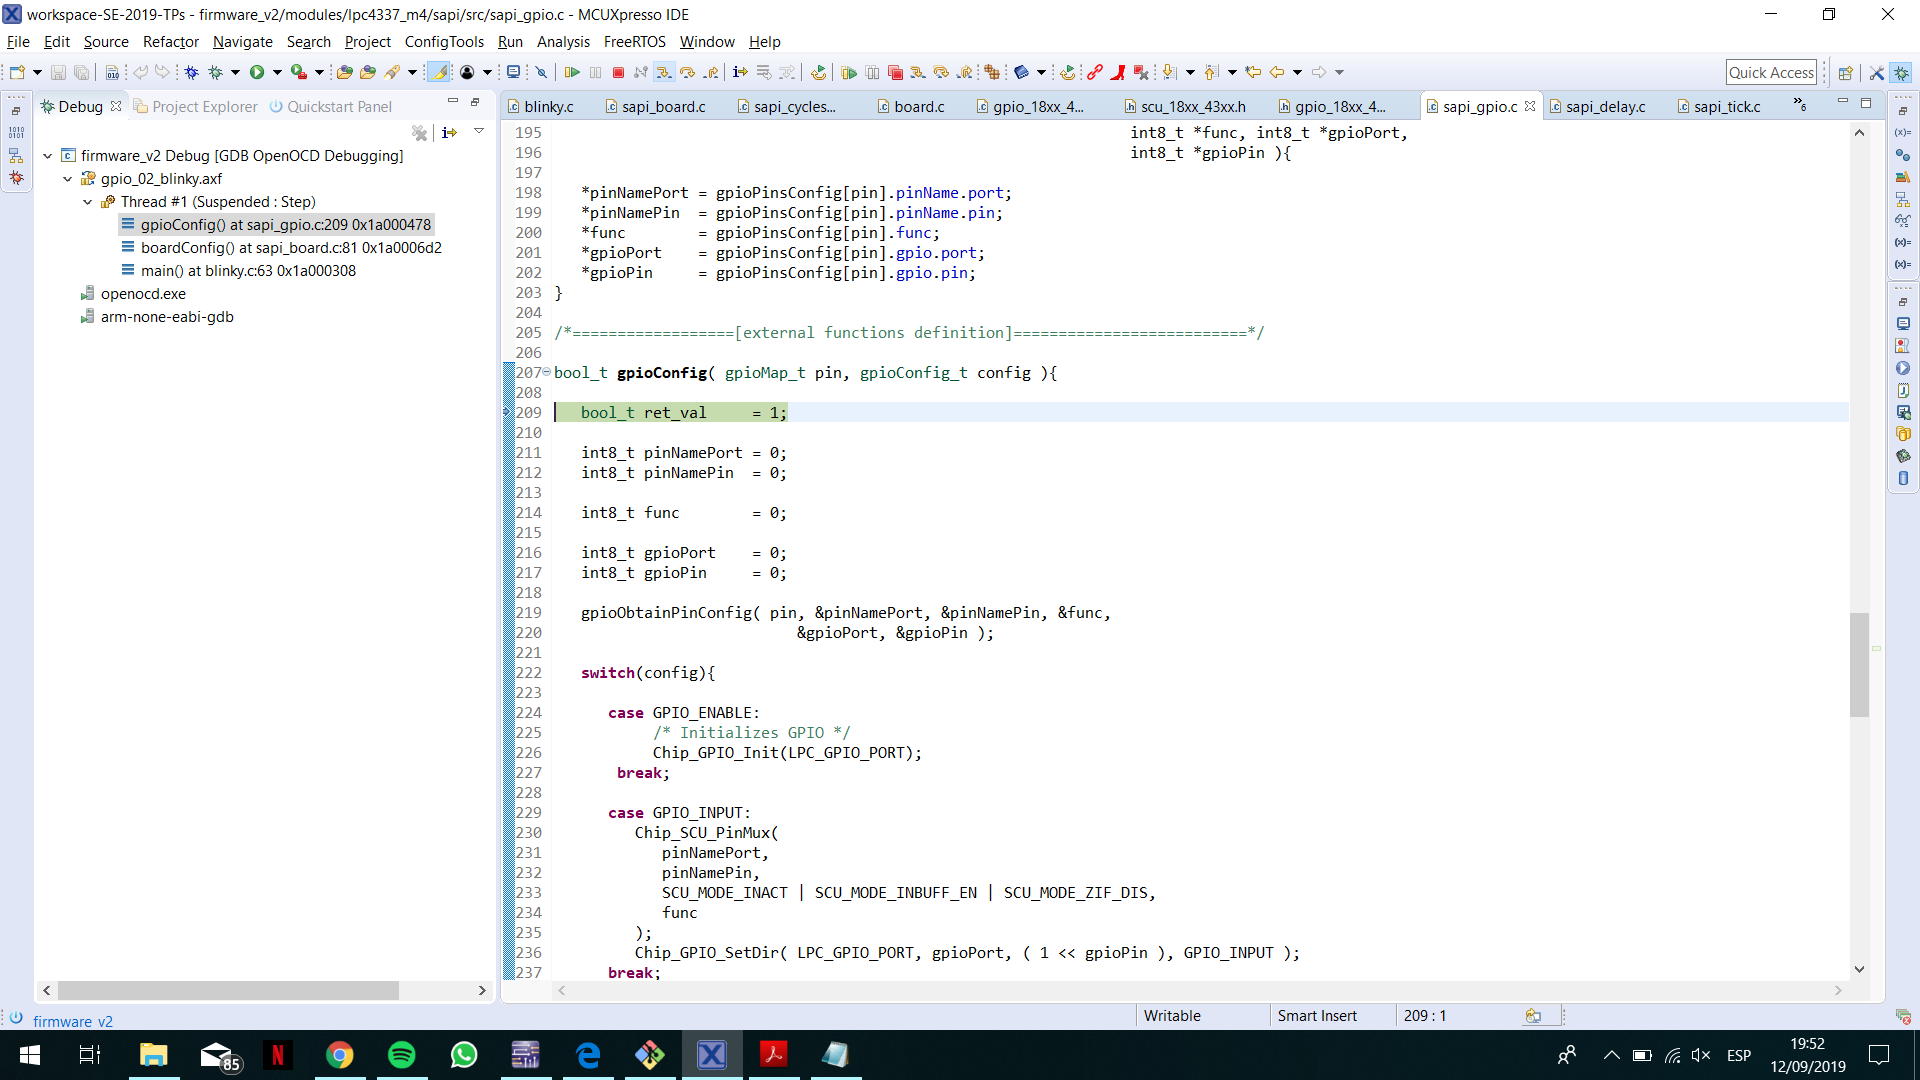 workspace-SE-2019-TPs - firmware_v2/modules/lpc4337_m4/sapi/src/sapi_gpio.c - MCUXpresso IDE
File Edit Source Refactor Navigate Search Project ConfigTools Run Analysis FreeRTOS Window Help
Quick Access
Debug Project Explorer Quickstart Panel
blinky.c sapi_board.c sapi_cycles... board.c gpio_18xx_4... scu_18xx_43xx.h gpio_18xx_4... sapi_gpio.c sapi_delay.c sapi_tick.c »6
firmware_v2 Debug [GDB OpenOCD Debugging]
gpio_02_blinky.axf
Thread #1 (Suspended : Step)
gpioConfig() at sapi_gpio.c:209 0x1a000478
boardConfig() at sapi_board.c:81 0x1a0006d2
main() at blinky.c:63 0x1a000308
openocd.exe
arm-none-eabi-gdb
195 int8_t *func, int8_t *gpioPort,
196 int8_t *gpioPin ){
197
198 *pinNamePort = gpioPinsConfig[pin].pinName.port;
199 *pinNamePin = gpioPinsConfig[pin].pinName.pin;
200 *func = gpioPinsConfig[pin].func;
201 *gpioPort = gpioPinsConfig[pin].gpio.port;
202 *gpioPin = gpioPinsConfig[pin].gpio.pin;
203 }
204
205 /*==================[external functions definition]==========================*/
206
207 bool_t gpioConfig( gpioMap_t pin, gpioConfig_t config ){
208
209 bool_t ret_val = 1;
210
211 int8_t pinNamePort = 0;
212 int8_t pinNamePin = 0;
213
214 int8_t func = 0;
215
216 int8_t gpioPort = 0;
217 int8_t gpioPin = 0;
218
219 gpioObtainPinConfig( pin, &pinNamePort, &pinNamePin, &func,
220 &gpioPort, &gpioPin );
221
222 switch(config){
223
224 case GPIO_ENABLE:
225 /* Initializes GPIO */
226 Chip_GPIO_Init(LPC_GPIO_PORT);
227 break;
228
229 case GPIO_INPUT:
230 Chip_SCU_PinMux(
231 pinNamePort,
232 pinNamePin,
233 SCU_MODE_INACT | SCU_MODE_INBUFF_EN | SCU_MODE_ZIF_DIS,
234 func
235 );
236 Chip_GPIO_SetDir( LPC_GPIO_PORT, gpioPort, ( 1 << gpioPin ), GPIO_INPUT );
237 break;
firmware_v2
Writable Smart Insert 209 : 1
85
ESP
19:52
12/09/2019